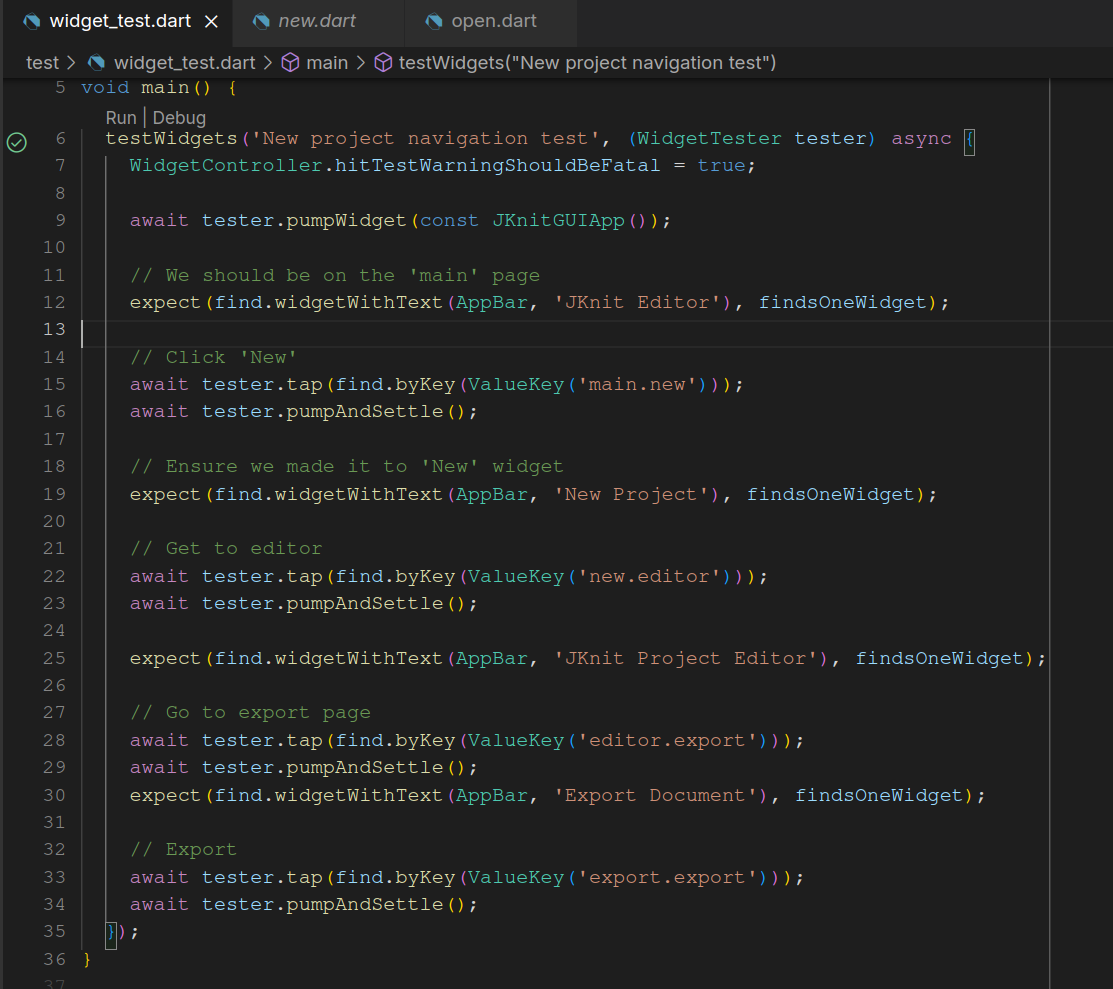 widget_test.dart new.dart open.dart
test > widget_test.dart > main > testWidgets("New project navigation test")
5 void main() {
Run | Debug
6 testWidgets('New project navigation test', (WidgetTester tester) async {
7 WidgetController.hitTestWarningShouldBeFatal = true;
8
9 await tester.pumpWidget(const JKnitGUIApp());
10
11 // We should be on the 'main' page
12 expect(find.widgetWithText(AppBar, 'JKnit Editor'), findsOneWidget);
13
14 // Click 'New'
15 await tester.tap(find.byKey(ValueKey('main.new')));
16 await tester.pumpAndSettle();
17
18 // Ensure we made it to 'New' widget
19 expect(find.widgetWithText(AppBar, 'New Project'), findsOneWidget);
20
21 // Get to editor
22 await tester.tap(find.byKey(ValueKey('new.editor')));
23 await tester.pumpAndSettle();
24
25 expect(find.widgetWithText(AppBar, 'JKnit Project Editor'), findsOneWidget);
26
27 // Go to export page
28 await tester.tap(find.byKey(ValueKey('editor.export')));
29 await tester.pumpAndSettle();
30 expect(find.widgetWithText(AppBar, 'Export Document'), findsOneWidget);
31
32 // Export
33 await tester.tap(find.byKey(ValueKey('export.export')));
34 await tester.pumpAndSettle();
35 });
36 }
37